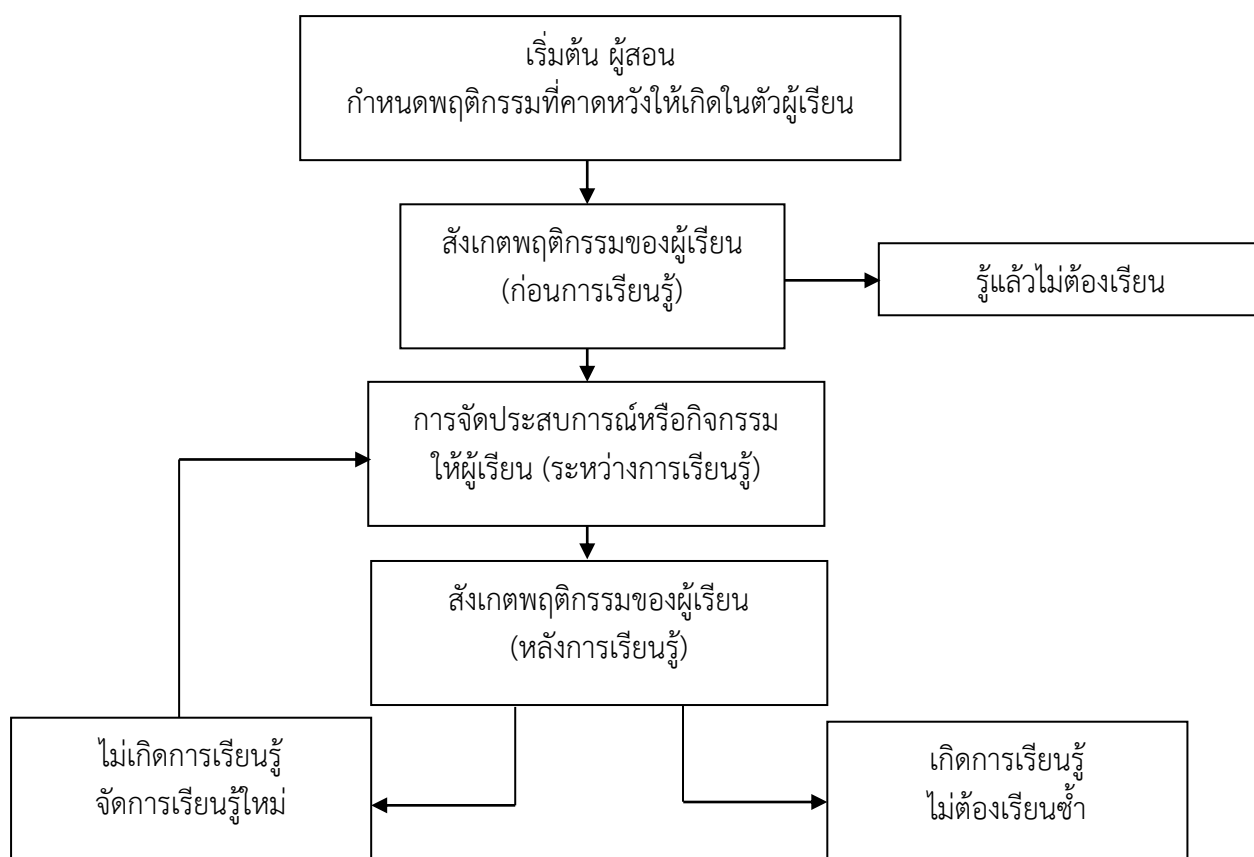 เริ่มต้น ผู้สอน
กำหนดพฤติกรรมที่คาดหวังให้เกิดในตัวผู้เรียน
สังเกตพฤติกรรมของผู้เรียน
(ก่อนการเรียนรู้)
รู้แล้วไม่ต้องเรียน
การจัดประสบการณ์หรือกิจกรรม
ให้ผู้เรียน (ระหว่างการเรียนรู้)
สังเกตพฤติกรรมของผู้เรียน
(หลังการเรียนรู้)
ไม่เกิดการเรียนรู้
จัดการเรียนรู้ใหม่
เกิดการเรียนรู้
ไม่ต้องเรียนซ้ำ